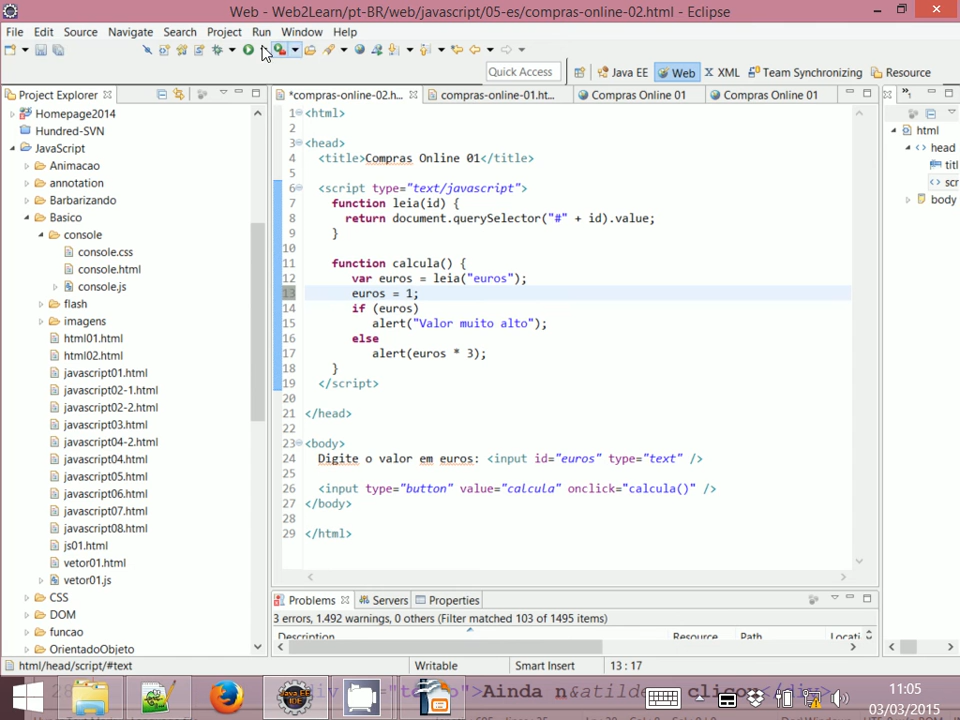 Web - Web2Learn/pt-BR/web/javascript/05-es/compras-online-02.html - Eclipse
File Edit Source Navigate Search Project Run Window Help
Quick Access Java EE Web XML Team Synchronizing Resource
Project Explorer
*compras-online-02.h... compras-online-01.ht... Compras Online 01 Compras Online 01
Homepage2014
Hundred-SVN
JavaScript
Animacao
annotation
Barbarizando
Basico
console
console.css
console.html
console.js
flash
imagens
html01.html
html02.html
javascript01.html
javascript02-1.html
javascript02-2.html
javascript03.html
javascript04-2.html
javascript04.html
javascript05.html
javascript06.html
javascript07.html
javascript08.html
js01.html
vetor01.html
vetor01.js
CSS
DOM
funcao
OrientadoObjeto
1 <html>
2
3 <head>
4 <title>Compras Online 01</title>
5
6 <script type="text/javascript">
7 function leia(id) {
8 return document.querySelector("#" + id).value;
9 }
10
11 function calcula() {
12 var euros = leia("euros");
13 euros = 1;
14 if (euros)
15 alert("Valor muito alto");
16 else
17 alert(euros * 3);
18 }
19 </script>
20
21 </head>
22
23 <body>
24 Digite o valor em euros: <input id="euros" type="text" />
25
26 <input type="button" value="calcula" onclick="calcula()" />
27 </body>
28
29 </html>
html
head
titl
scr
body
Problems Servers Properties
3 errors, 1.492 warnings, 0 others (Filter matched 103 of 1495 items)
Description Resource Path Locati
html/head/script/#text Writable Smart Insert 13 : 17
Java EE IDE
Ainda n&atild
11:05
03/03/2015